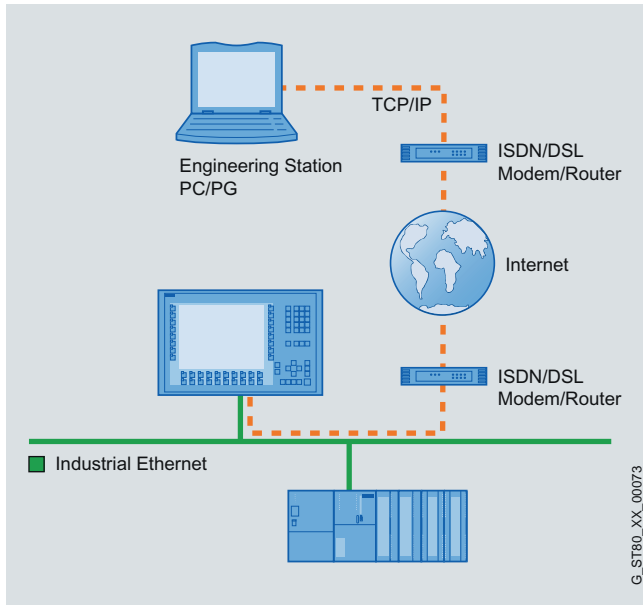 TCP/IP
Engineering Station
PC/PG
ISDN/DSL
Modem/Router
Internet
ISDN/DSL
Modem/Router
Industrial Ethernet
G_ST80_XX_00073